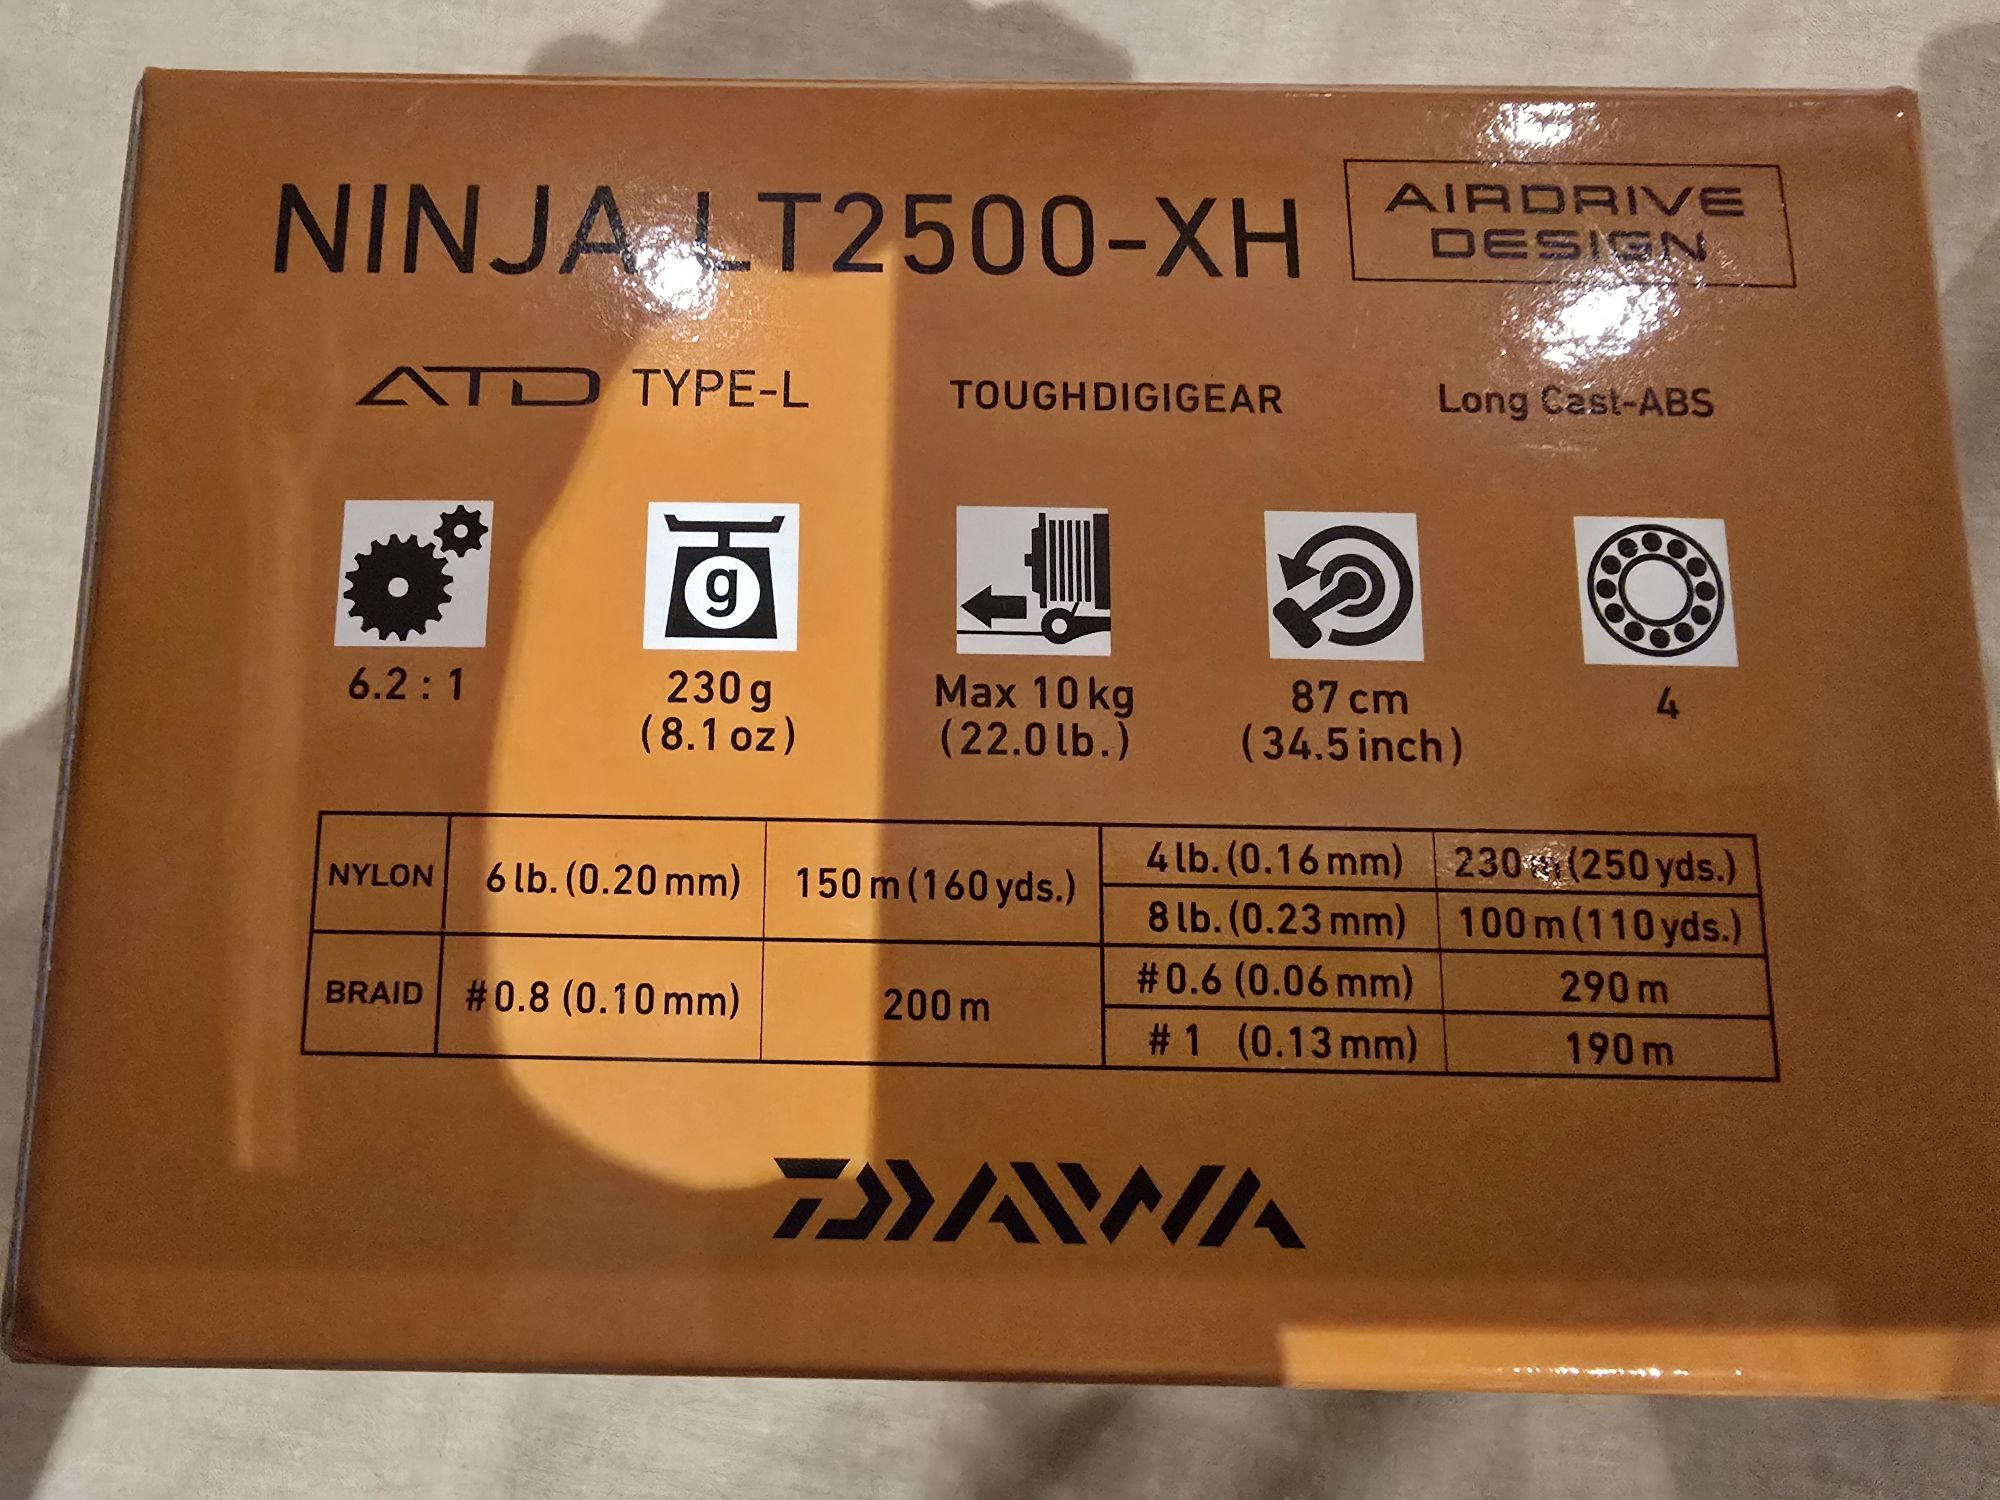 NINJA LT2500-XH
AIRDRIVE
DESIGN
ATD TYPE-L
TOUGHDIGIGEAR
Long Cast-ABS
g
6.2 : 1
230 g
(8.1 oz)
Max 10 kg
(22.0 lb.)
87 cm
(34.5 inch)
4
NYLON 6 lb. (0.20 mm) 150 m (160 yds.)
4 lb. (0.16 mm) 230 m (250 yds.)
8 lb. (0.23 mm) 100 m (110 yds.)
BRAID #0.8 (0.10 mm) 200 m
#0.6 (0.06 mm) 290 m
# 1 (0.13 mm) 190 m
DAIWA